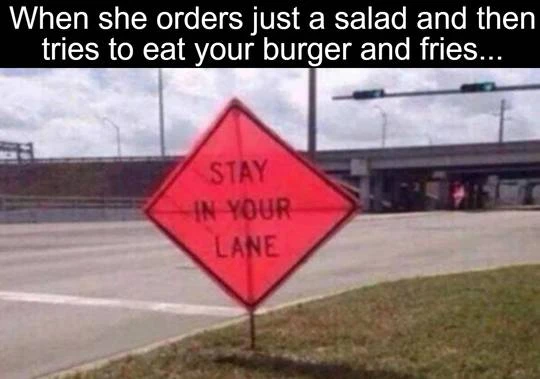 When she orders just a salad and then
tries to eat your burger and fries...
STAY
IN YOUR
LANE